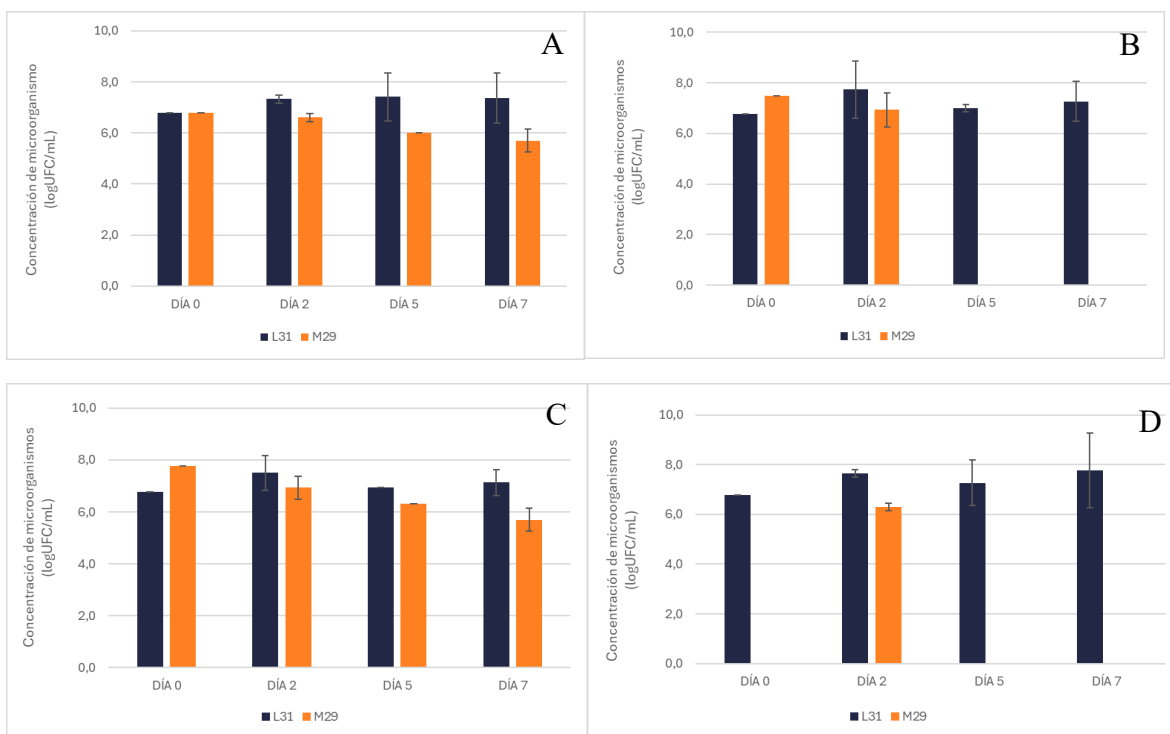 A
Concentración de microorganismo
(logUFC/mL)
10,0
8,0
6,0
4,0
2,0
0,0
DÍA 0 DÍA 2 DÍA 5 DÍA 7
L31 M29
B
Concentración de microorganismos
(logUFC/mL)
10,0
8,0
6,0
4,0
2,0
0,0
DÍA 0 DÍA 2 DÍA 5 DÍA 7
L31 M29
C
Concentración de microorganismos
(logUFC/mL)
10,0
8,0
6,0
4,0
2,0
0,0
DÍA 0 DÍA 2 DÍA 5 DÍA 7
L31 M29
D
Concentración de microorganismos
(logUFC/mL)
10,0
8,0
6,0
4,0
2,0
0,0
DÍA 0 DÍA 2 DÍA 5 DÍA 7
L31 M29